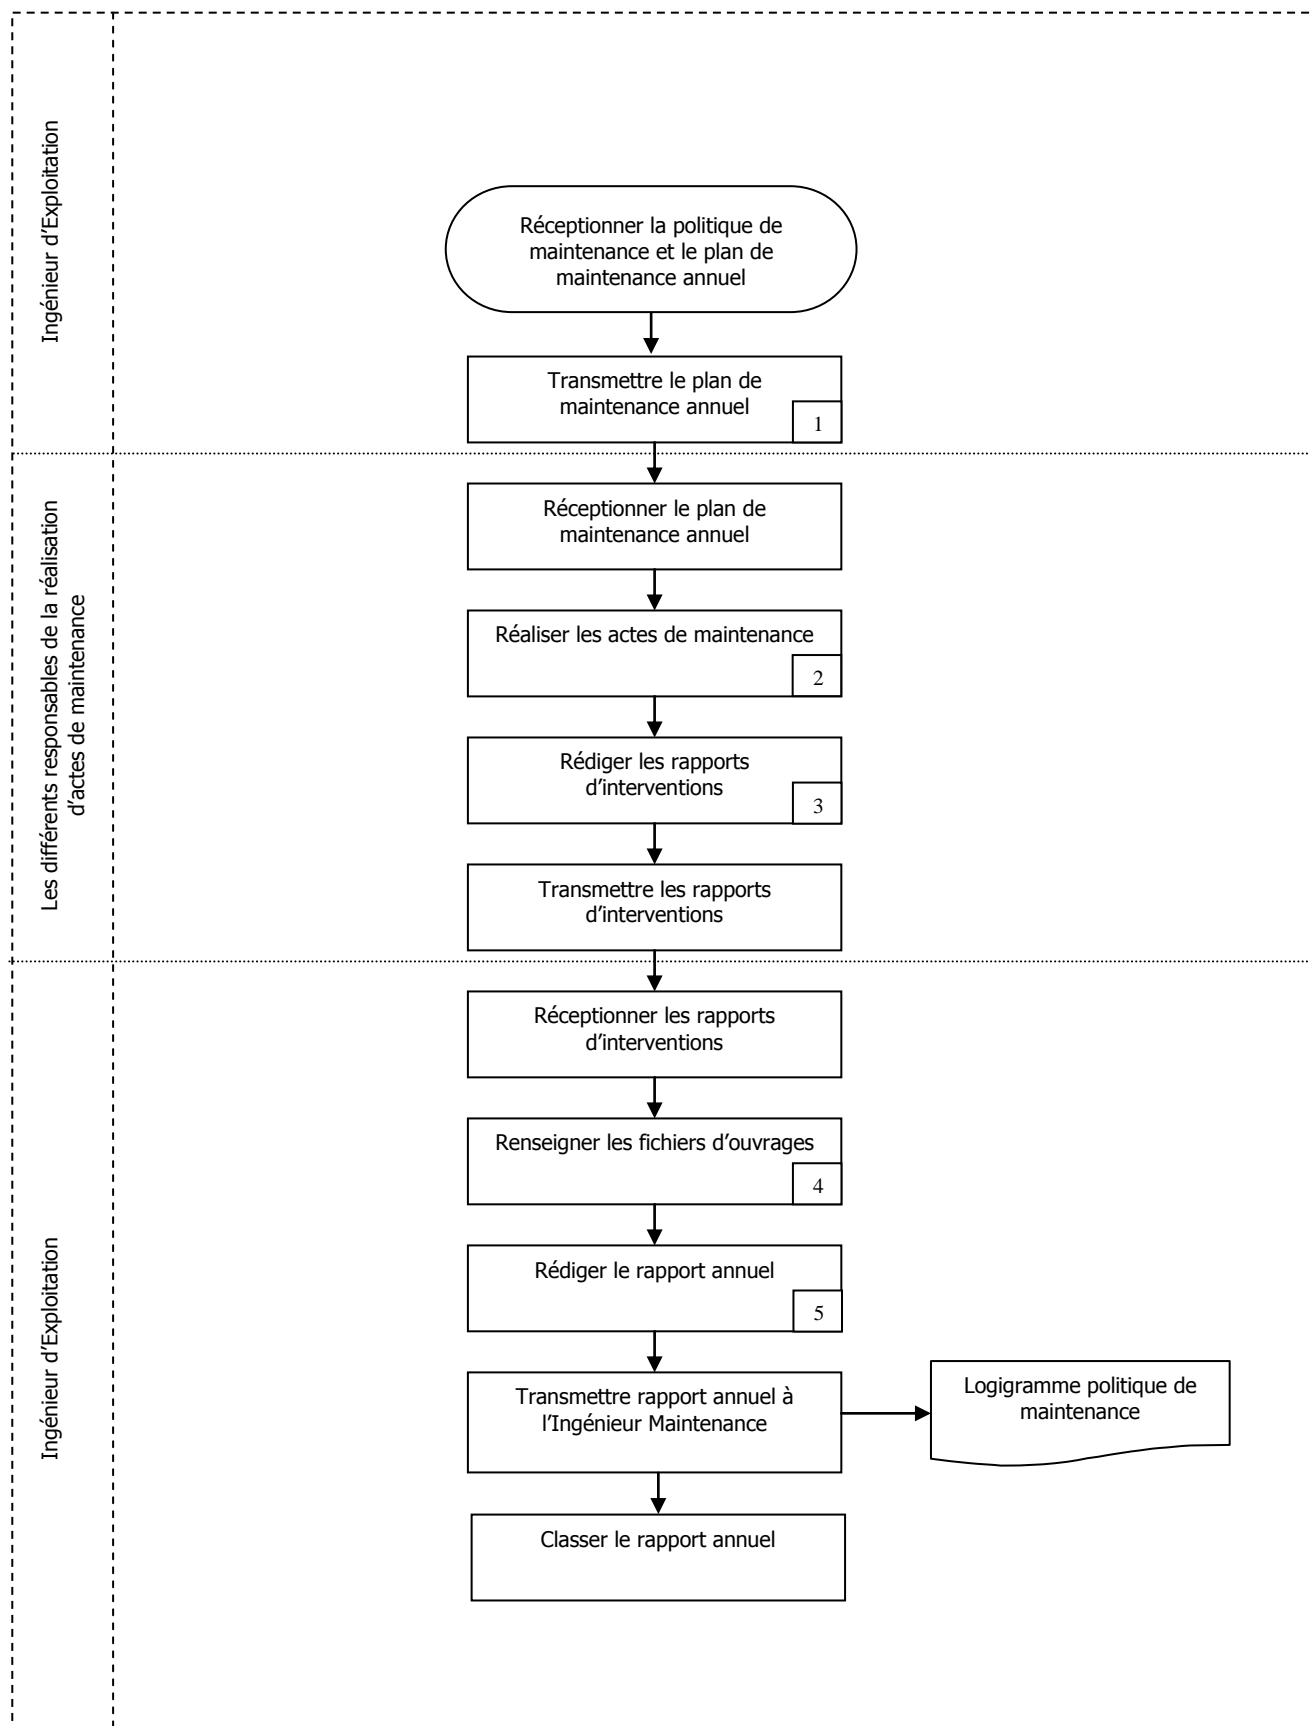 Ingénieur d'Exploitation
Réceptionner la politique de
maintenance et le plan de
maintenance annuel
Transmettre le plan de
maintenance annuel
1
Les différents responsables de la réalisation
d'actes de maintenance
Réceptionner le plan de
maintenance annuel
Réaliser les actes de maintenance
2
Rédiger les rapports
d'interventions
3
Transmettre les rapports
d'interventions
Ingénieur d'Exploitation
Réceptionner les rapports
d'interventions
Renseigner les fichiers d'ouvrages
4
Rédiger le rapport annuel
5
Transmettre rapport annuel à
l'Ingénieur Maintenance
Logigramme politique de
maintenance
Classer le rapport annuel